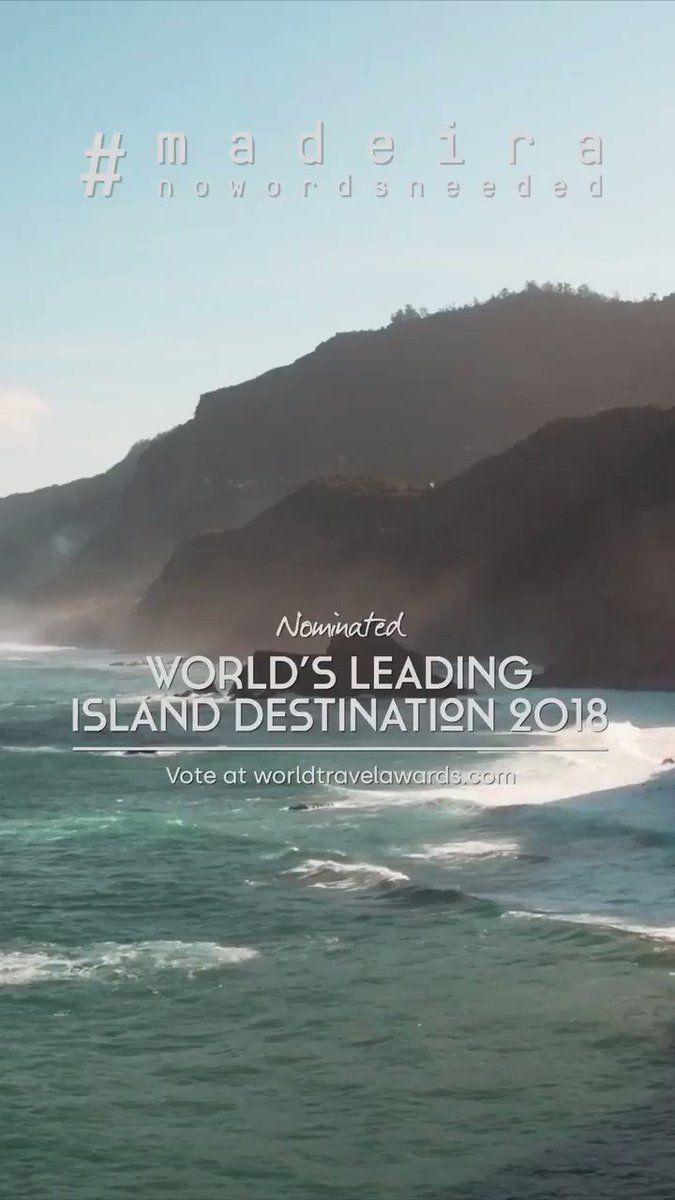 #madeira
nowordsneeded
Nominated
WORLD'S LEADING
ISLAND DESTINATION 2018
Vote at worldtravelawards.com